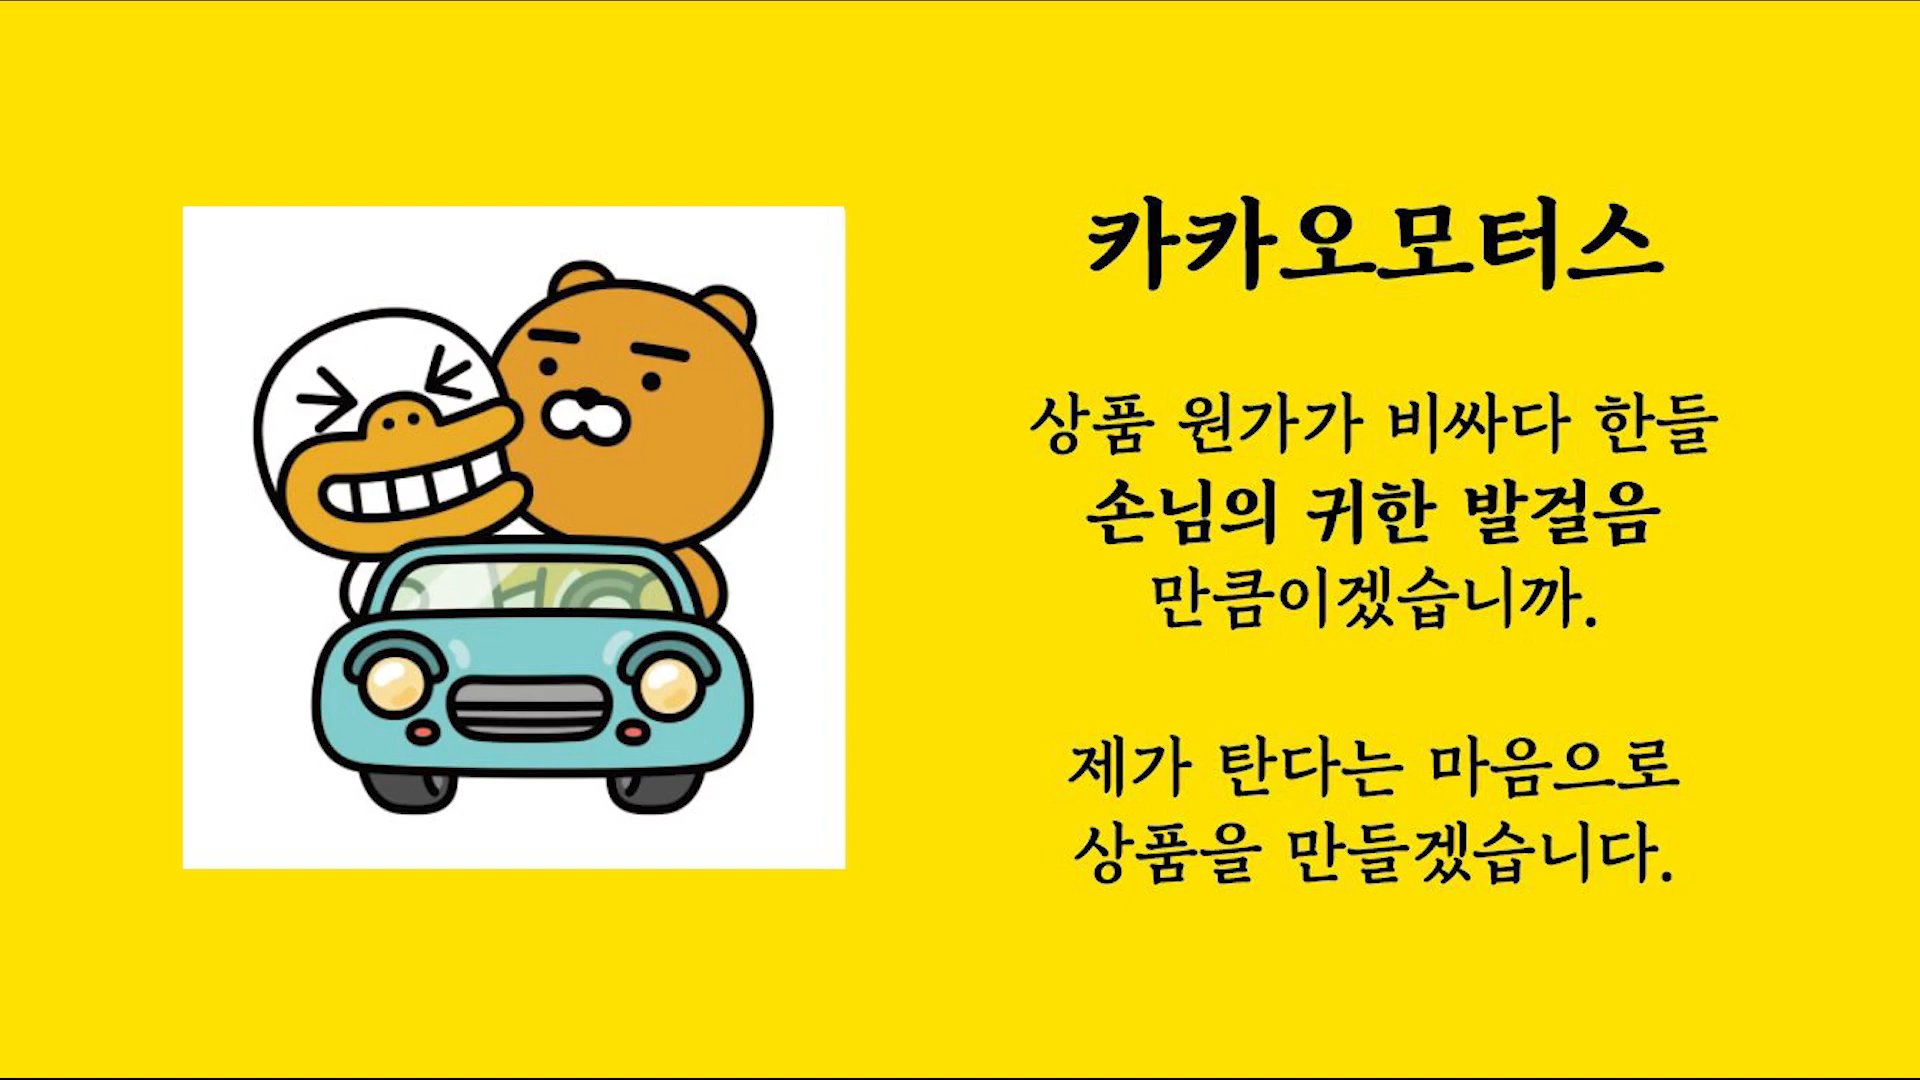 카카오모터스
상품 원가가 비싸다 한들
손님의 귀한 발걸음
만큼이겠습니까.
제가 탄다는 마음으로
상품을 만들겠습니다.